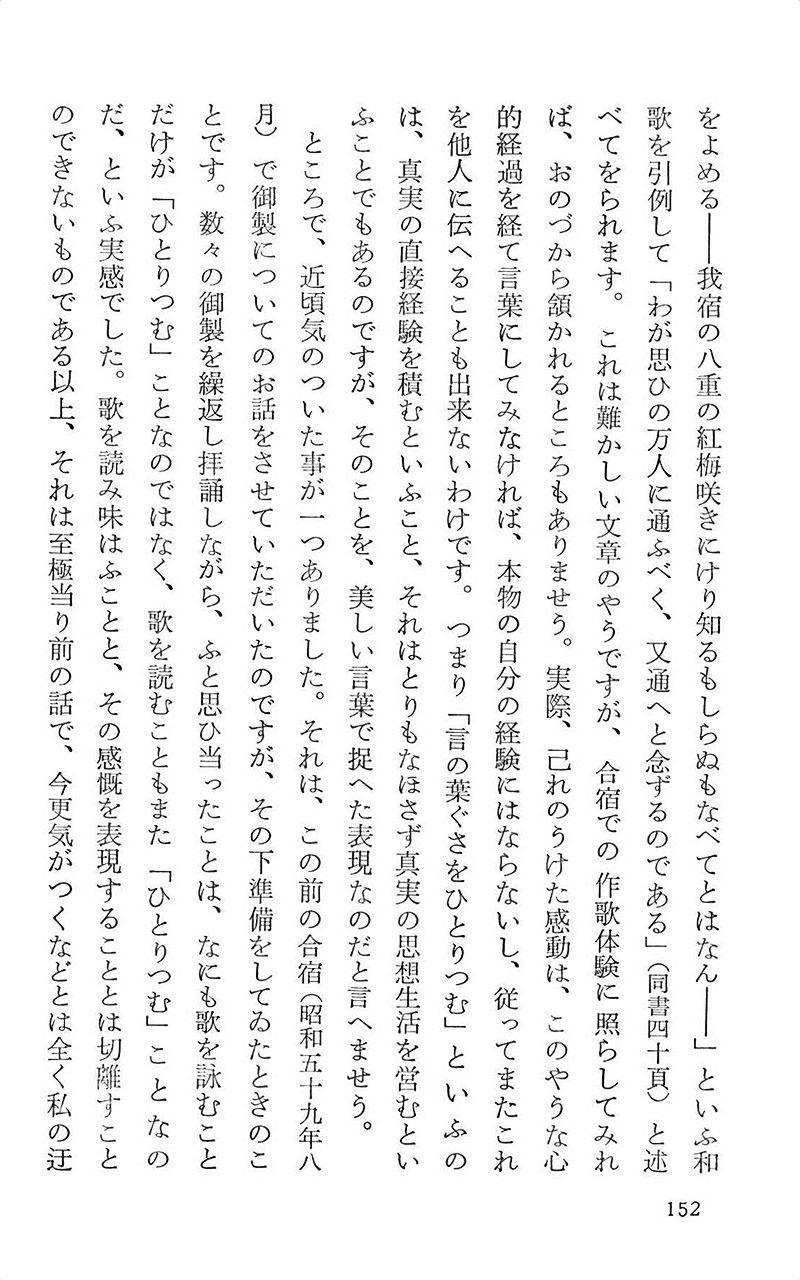 をよめる――我宿の八重の紅梅咲きにけり知るもしらぬもなべてとはなん――」といふ和
歌を引例して「わが思ひの万人に通ふべく、又通へと念ずるのである」（同書四十頁）と述
べてをられます。これは難かしい文章のやうですが、合宿での作歌体験に照らしてみれ
ば、おのづから頷かれるところもありませう。実際、己れのうけた感動は、このやうな心
的経過を経て言葉にしてみなければ、本物の自分の経験にはならないし、従ってまたこれ
を他人に伝へることも出来ないわけです。つまり「言の葉ぐさをひとりつむ」といふの
は、真実の直接経験を積むといふこと、それはとりもなほさず真実の思想生活を営むとい
ふことでもあるのですが、そのことを、美しい言葉で捉へた表現なのだと言へませう。
ところで、近頃気のついた事が一つありました。それは、この前の合宿（昭和五十九年八
月）で御製についてのお話をさせていただいたのですが、その下準備をしてゐたときのこ
とです。数々の御製を繰返し拝誦しながら、ふと思ひ当ったことは、なにも歌を詠むこと
だけが「ひとりつむ」ことなのではなく、歌を読むこともまた「ひとりつむ」ことなの
だ、といふ実感でした。歌を読み味はふことと、その感慨を表現することとは切離すこと
のできないものである以上、それは至極当り前の話で、今更気がつくなどとは全く私の迂
152